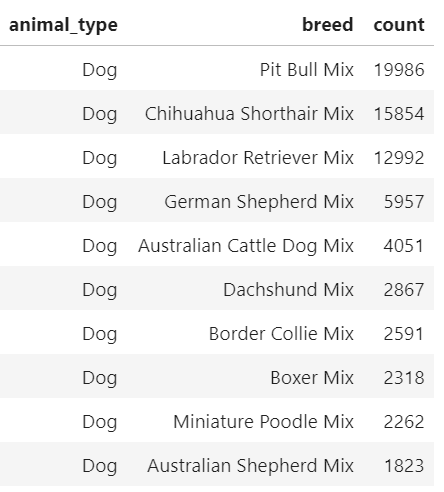 animal_type breed count
Dog Pit Bull Mix 19986
Dog Chihuahua Shorthair Mix 15854
Dog Labrador Retriever Mix 12992
Dog German Shepherd Mix 5957
Dog Australian Cattle Dog Mix 4051
Dog Dachshund Mix 2867
Dog Border Collie Mix 2591
Dog Boxer Mix 2318
Dog Miniature Poodle Mix 2262
Dog Australian Shepherd Mix 1823